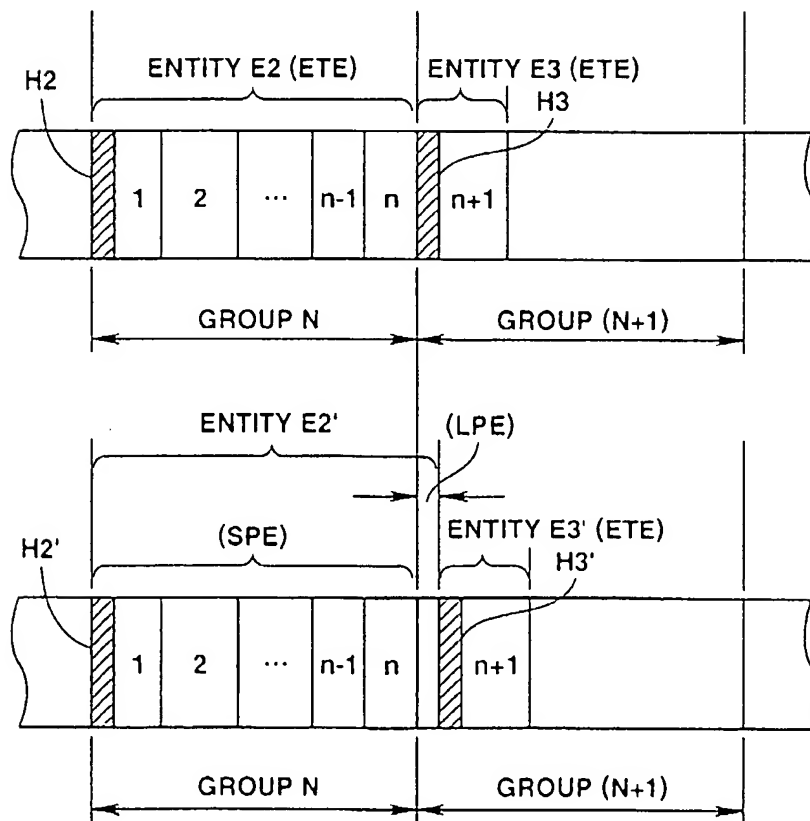 ENTITY E2 (ETE) ENTITY E3 (ETE)
H2 H3
1 2 ... n-1 n n+1
GROUP N GROUP (N+1)
ENTITY E2' (LPE)
(SPE) ENTITY E3' (ETE)
H2' H3'
1 2 ... n-1 n n+1
GROUP N GROUP (N+1)